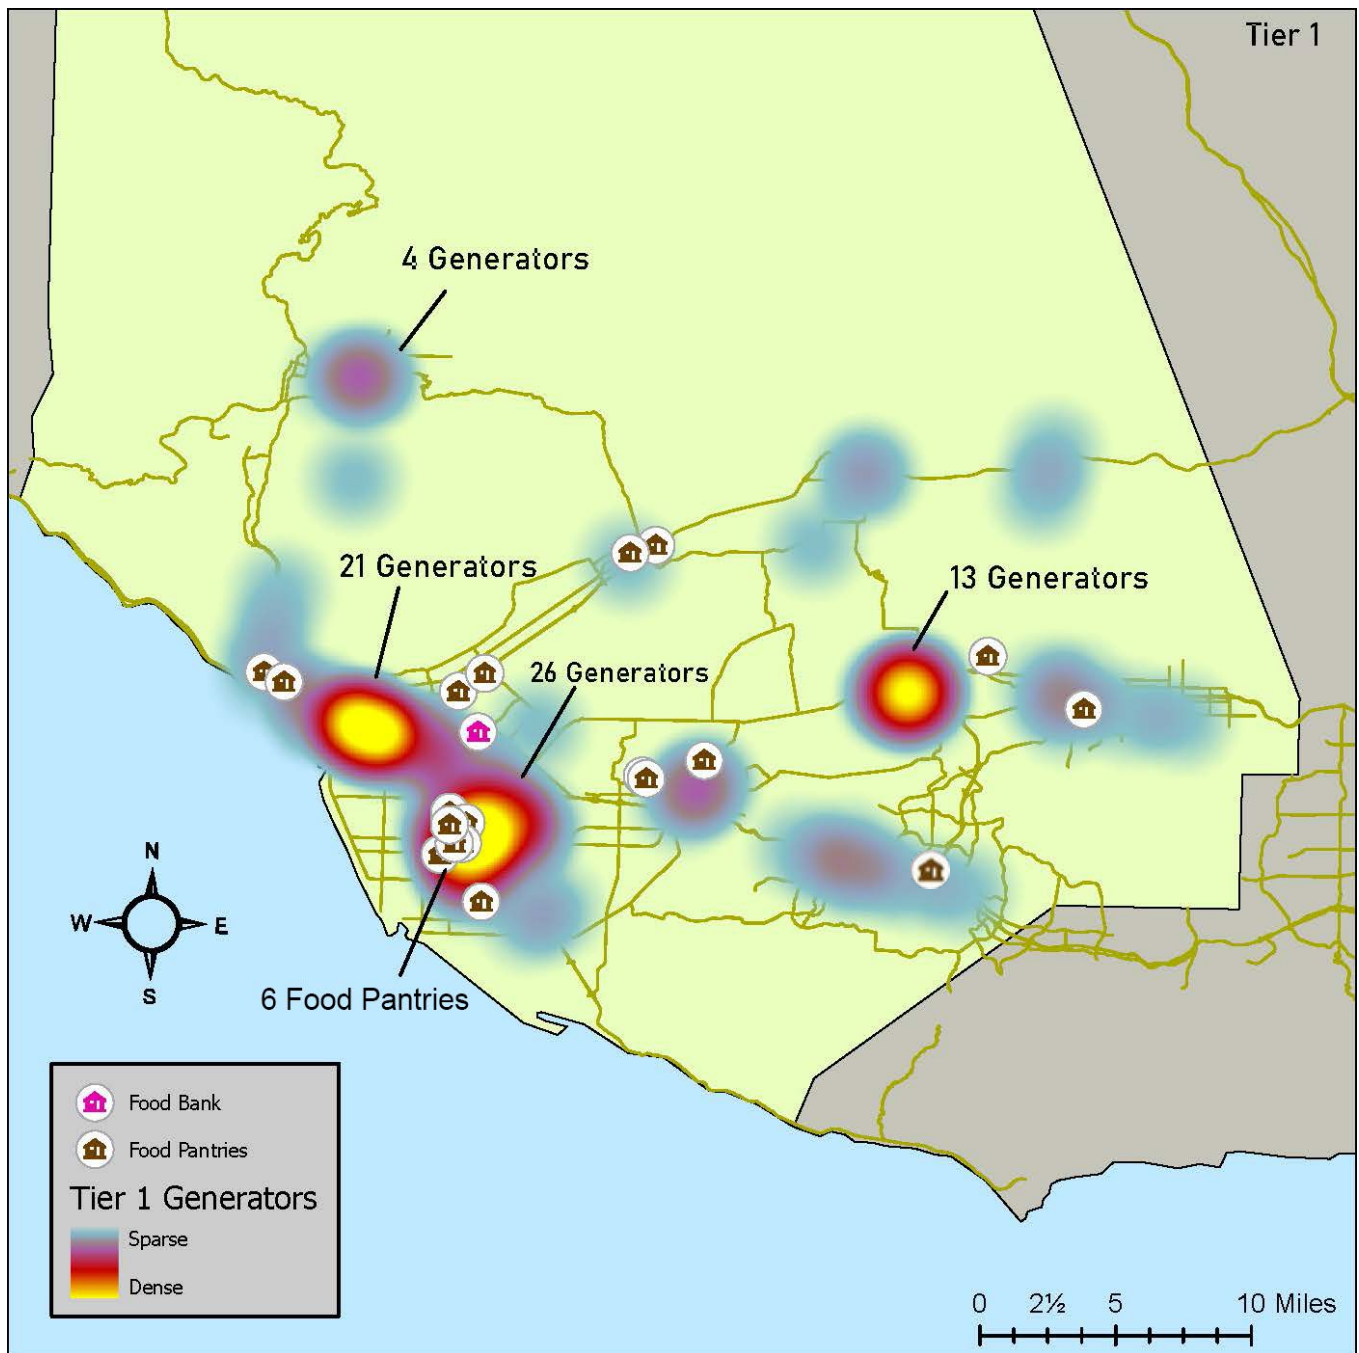 Tier 1
4 Generators
21 Generators
13 Generators
26 Generators
N
W E
S
6 Food Pantries
Food Bank
Food Pantries
Tier 1 Generators
Sparse
Dense
0 2½ 5 10 Miles